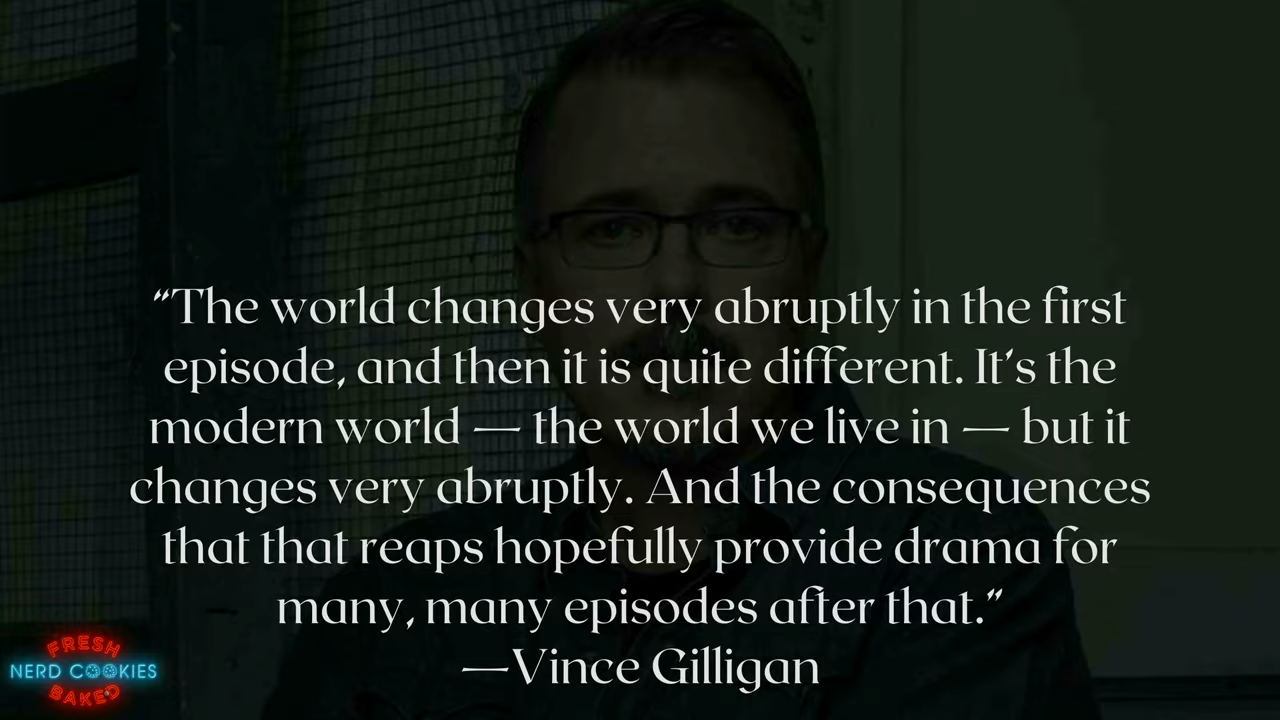 “The world changes very abruptly in the first
episode, and then it is quite different. It’s the
modern world — the world we live in — but it
changes very abruptly. And the consequences
that that reaps hopefully provide drama for
many, many episodes after that.”
—Vince Gilligan
FRESH
NERD COOKIES
BAKED